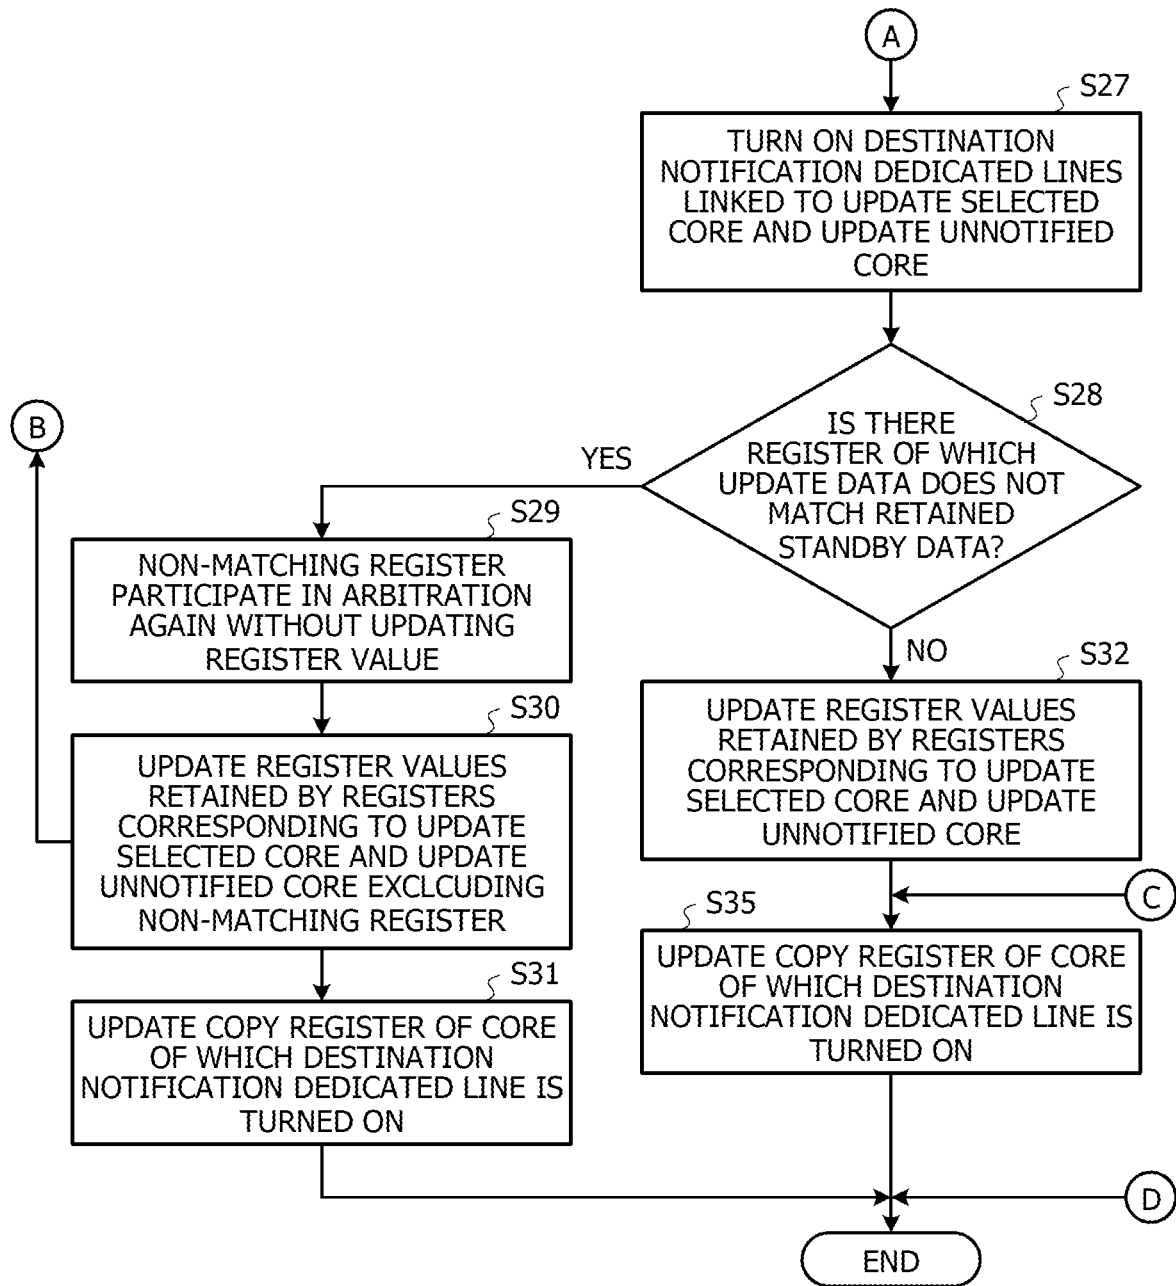 A
S27
TURN ON DESTINATION
NOTIFICATION DEDICATED LINES
LINKED TO UPDATE SELECTED
CORE AND UPDATE UNNOTIFIED
CORE
S28
IS THERE
REGISTER OF WHICH
UPDATE DATA DOES NOT
MATCH RETAINED
STANDBY DATA?
YES
B
S29
NON-MATCHING REGISTER
PARTICIPATE IN ARBITRATION
AGAIN WITHOUT UPDATING
REGISTER VALUE
S30
UPDATE REGISTER VALUES
RETAINED BY REGISTERS
CORRESPONDING TO UPDATE
SELECTED CORE AND UPDATE
UNNOTIFIED CORE EXCLCUDING
NON-MATCHING REGISTER
S31
UPDATE COPY REGISTER OF CORE
OF WHICH DESTINATION
NOTIFICATION DEDICATED LINE IS
TURNED ON
NO
S32
UPDATE REGISTER VALUES
RETAINED BY REGISTERS
CORRESPONDING TO UPDATE
SELECTED CORE AND UPDATE
UNNOTIFIED CORE
C
S35
UPDATE COPY REGISTER OF CORE
OF WHICH DESTINATION
NOTIFICATION DEDICATED LINE IS
TURNED ON
D
END